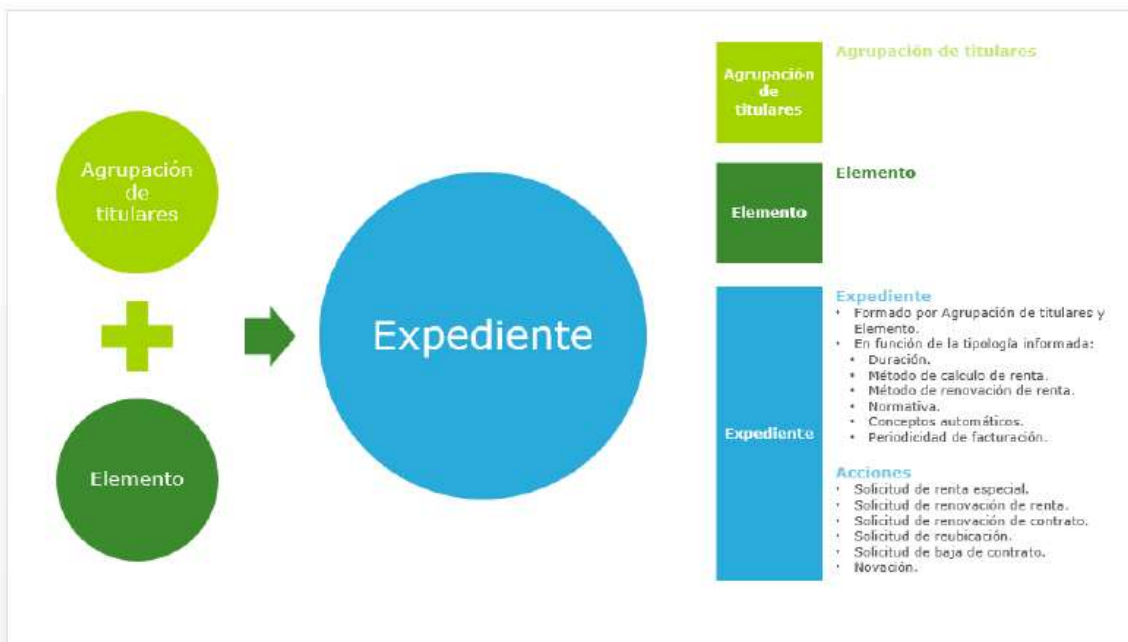 Agrupación
de
titulares
Elemento
Expediente
Agrupación
de
titulares
Agrupación de titulares
Elemento
Elemento
Expediente
Expediente
• Formado por Agrupación de titulares y
Elemento.
• En función de la tipología informada:
• Duración.
• Método de calculo de renta.
• Método de renovación de renta.
• Normativa.
• Conceptos automáticos.
• Periodicidad de facturación.
Acciones
• Solicitud de renta especial.
• Solicitud de renovación de renta.
• Solicitud de renovación de contrato.
• Solicitud de reubicación.
• Solicitud de baja de contrato.
• Novación.